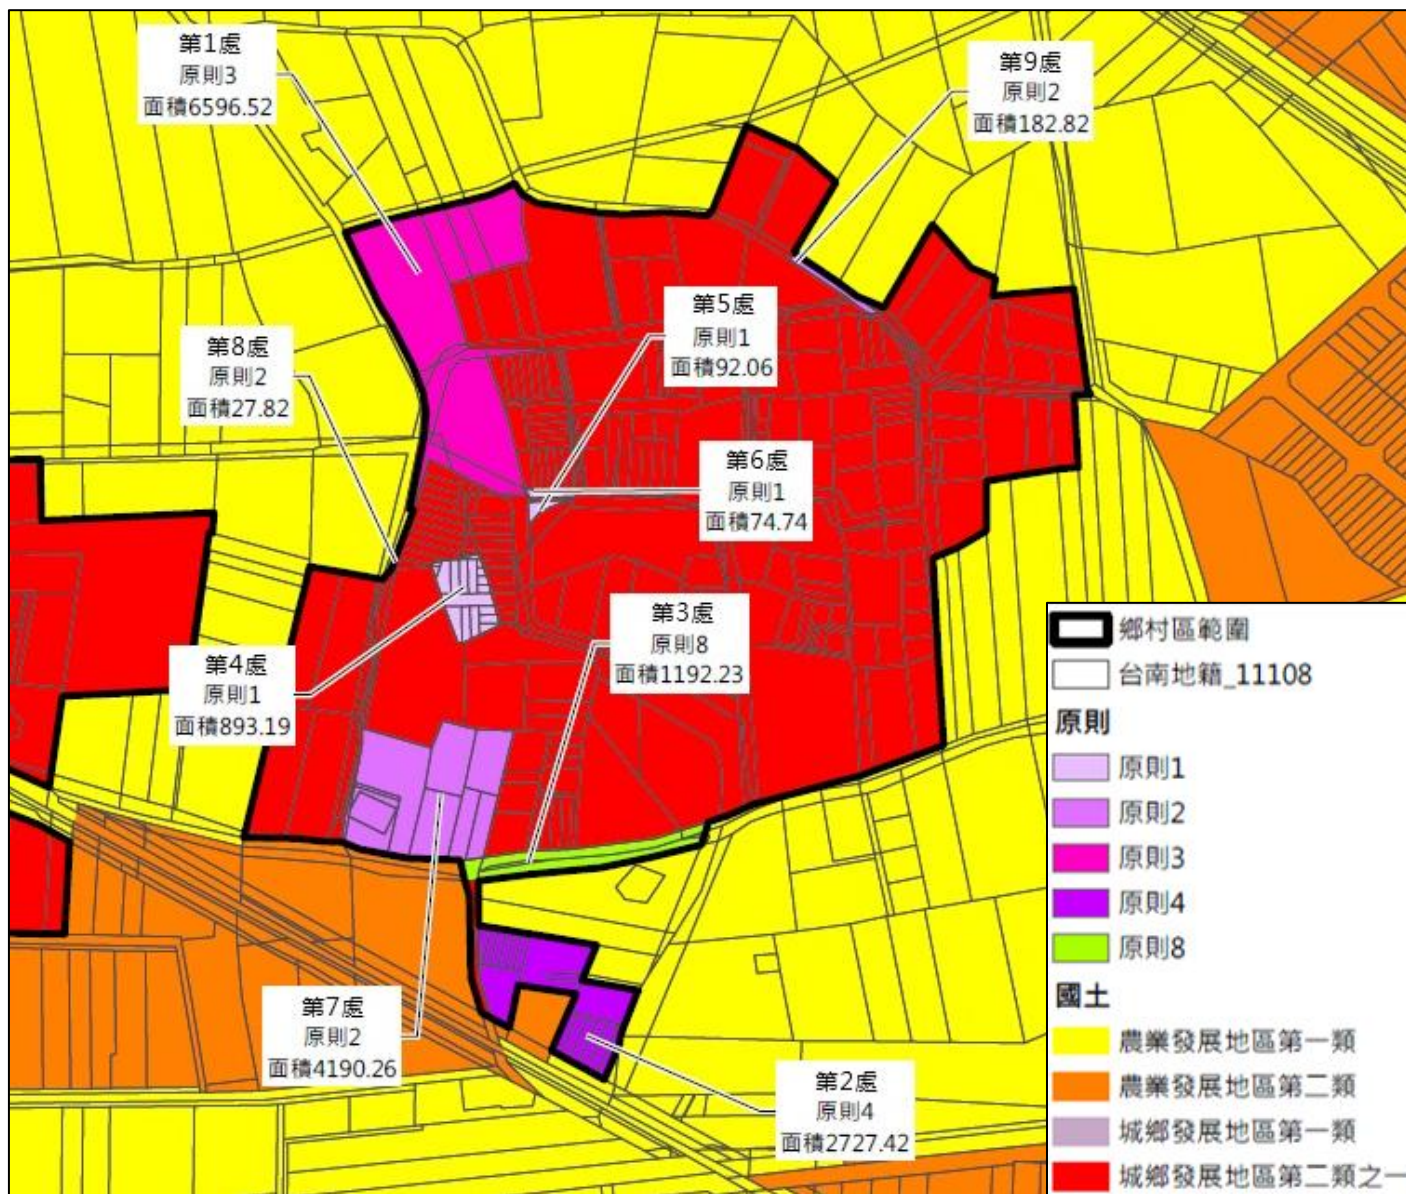 第1處
原則3
面積6596.52
第9處
原則2
面積182.82
第5處
原則1
面積92.06
第8處
原則2
面積27.82
第6處
原則1
面積74.74
第3處
原則8
面積1192.23
第4處
原則1
面積893.19
第7處
原則2
面積4190.26
第2處
原則4
面積2727.42
鄉村區範圍
台南地籍_11108
原則
原則1
原則2
原則3
原則4
原則8
國土
農業發展地區第一類
農業發展地區第二類
城鄉發展地區第一類
城鄉發展地區第二類之一